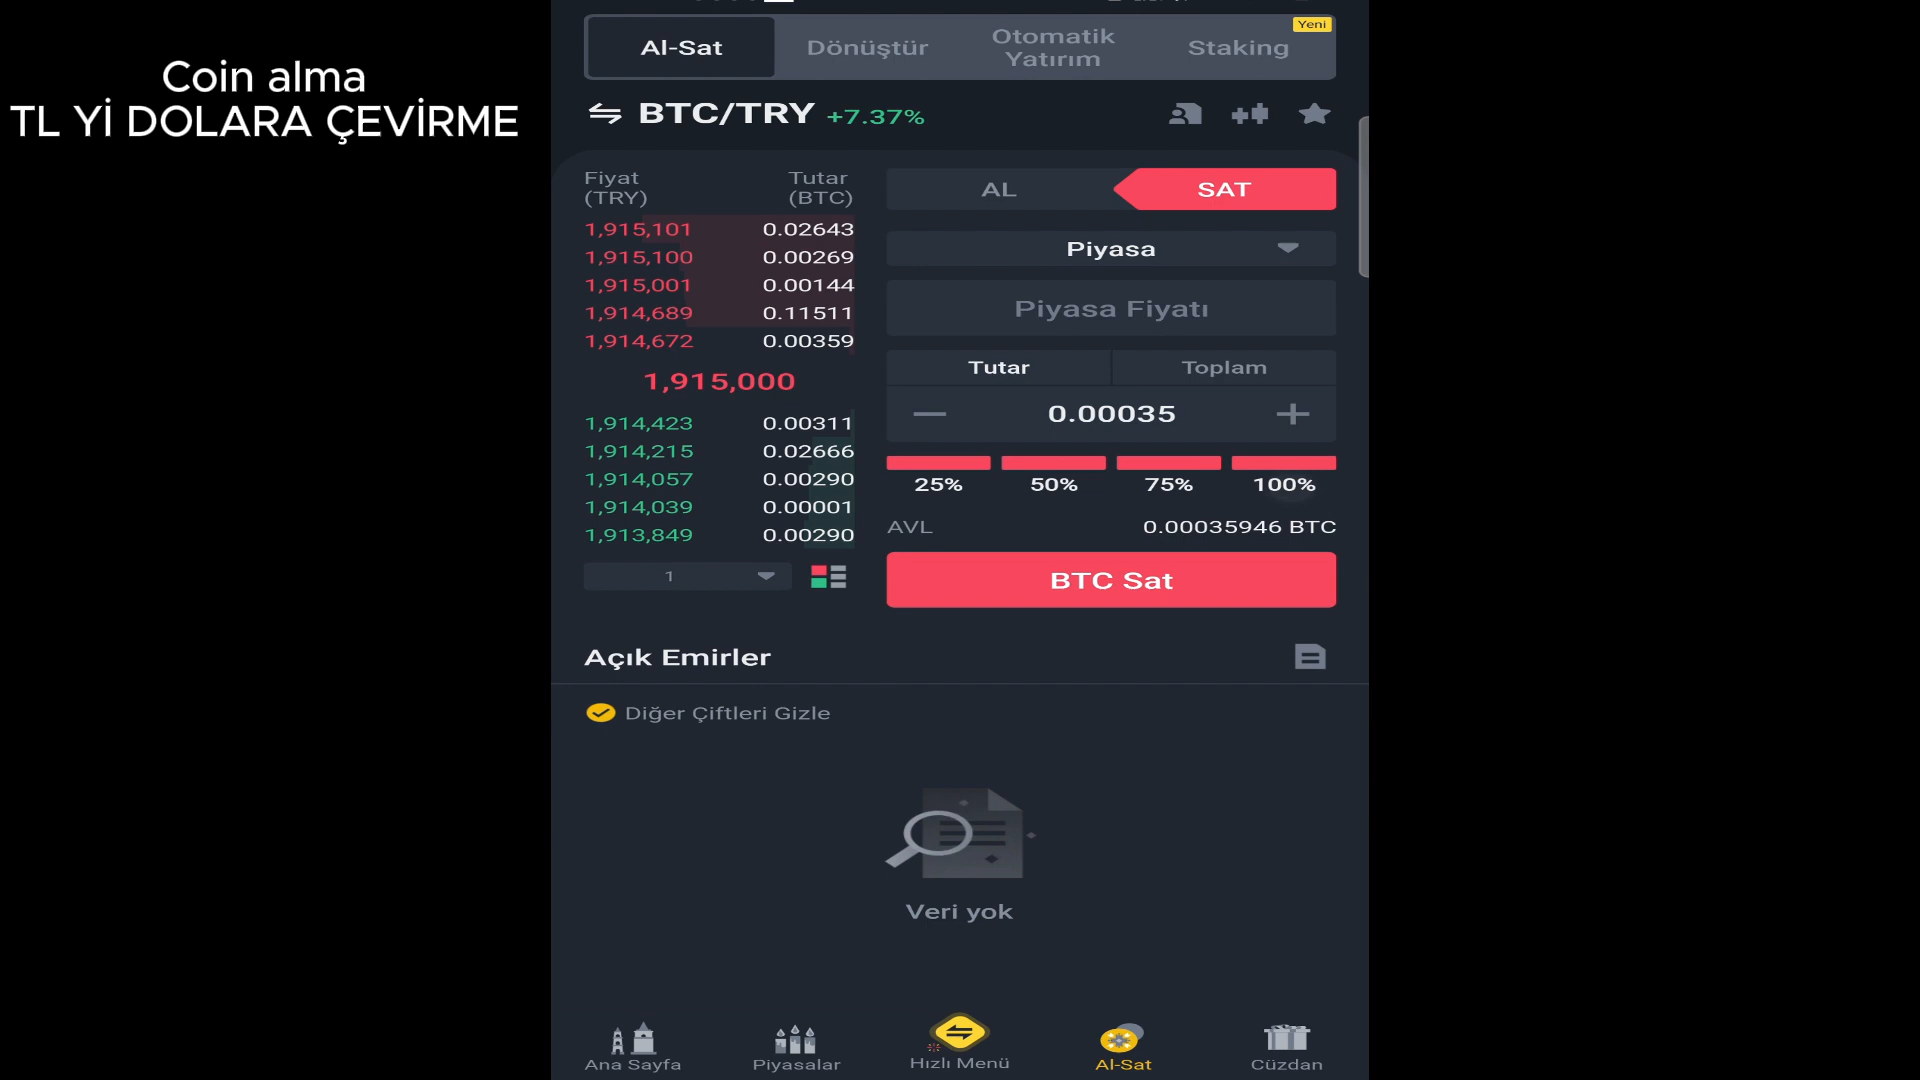 Coin alma
TL Yİ DOLARA ÇEVİRME
Al-Sat
Dönüştür
Otomatik
Yatırım
Staking
Yeni
BTC/TRY +7.37%
Fiyat
(TRY)
Tutar
(BTC)
1,915,101 0.02643
1,915,100 0.00269
1,915,001 0.00144
1,914,689 0.11511
1,914,672 0.00359
1,915,000
1,914,423 0.00311
1,914,215 0.02666
1,914,057 0.00290
1,914,039 0.00001
1,913,849 0.00290
1
AL SAT
Piyasa
Piyasa Fiyatı
Tutar Toplam
0.00035
25% 50% 75% 100%
AVL 0.00035946 BTC
BTC Sat
Açık Emirler
Diğer Çiftleri Gizle
Veri yok
Ana Sayfa Piyasalar Hızlı Menü Al-Sat Cüzdan